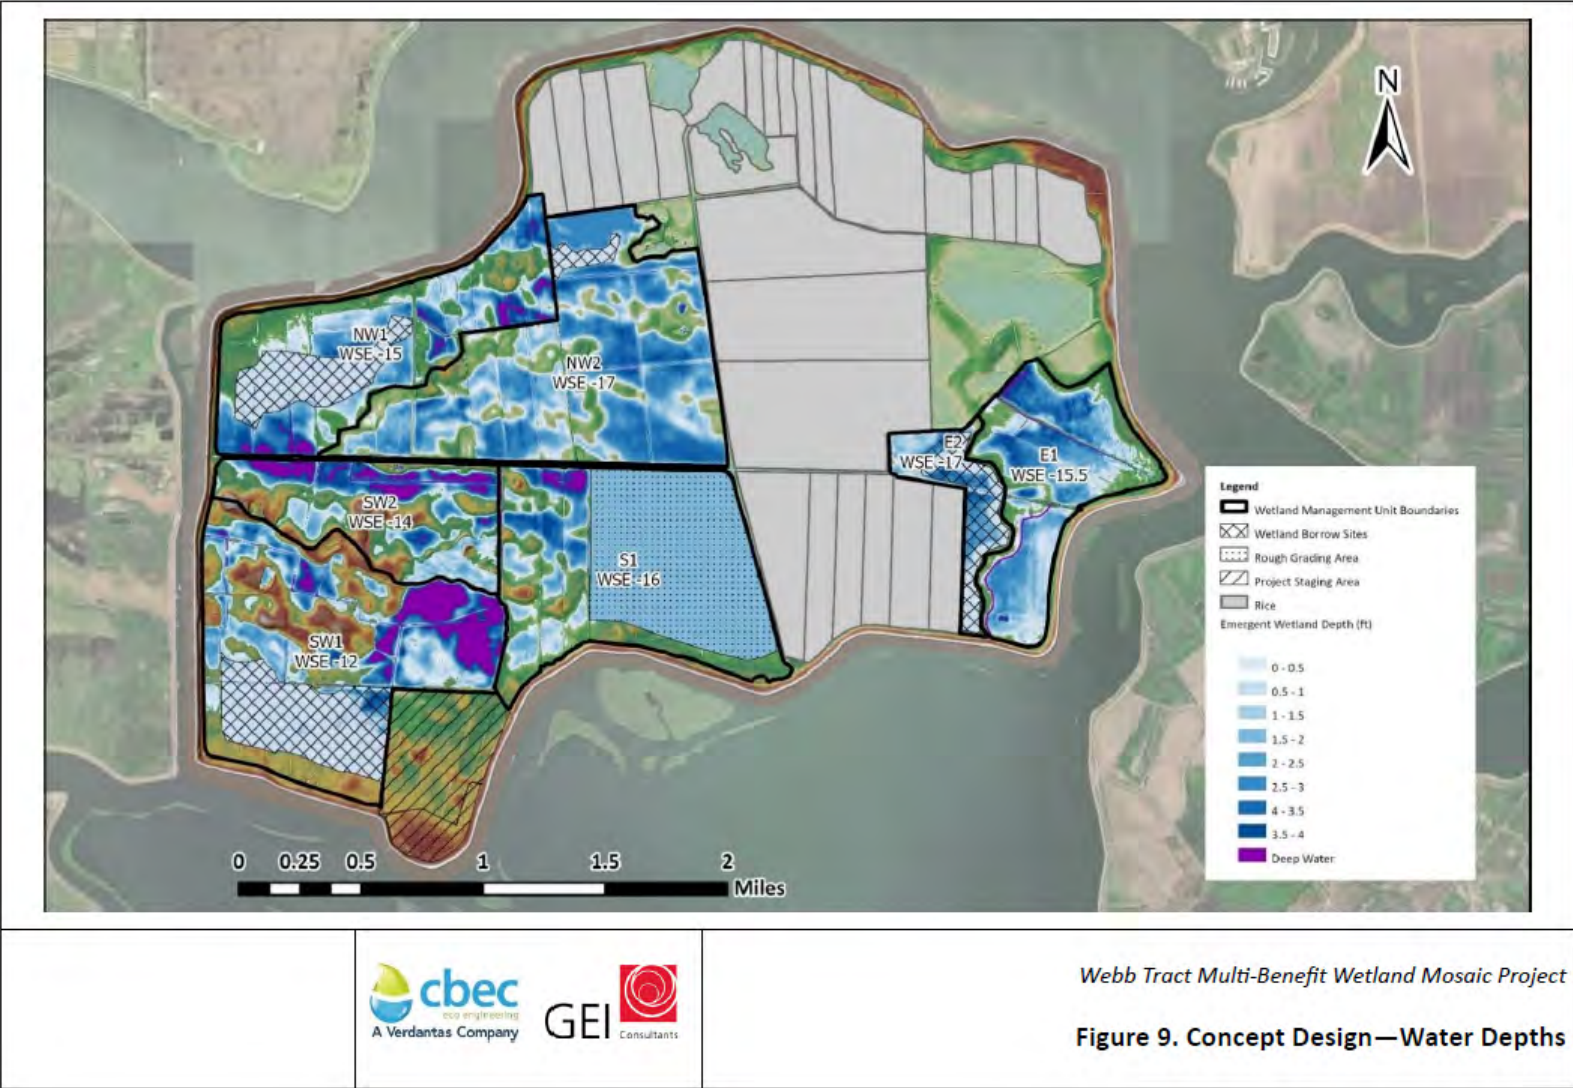 N
NW1
WSE -15
NW2
WSE -17
E2
WSE -17
E1
WSE -15.5
SW2
WSE -14
S1
WSE -16
SW1
WSE -12
Legend
Wetland Management Unit Boundaries
Wetland Borrow Sites
Rough Grading Area
Project Staging Area
Rice
Emergent Wetland Depth (ft)
0 - 0.5
0.5 - 1
1 - 1.5
1.5 - 2
2 - 2.5
2.5 - 3
4 - 3.5
3.5 - 4
Deep Water
0 0.25 0.5 1 1.5 2
Miles
cbec
eco engineering
A Verdantas Company
GEI
Consultants
Webb Tract Multi-Benefit Wetland Mosaic Project
Figure 9. Concept Design—Water Depths